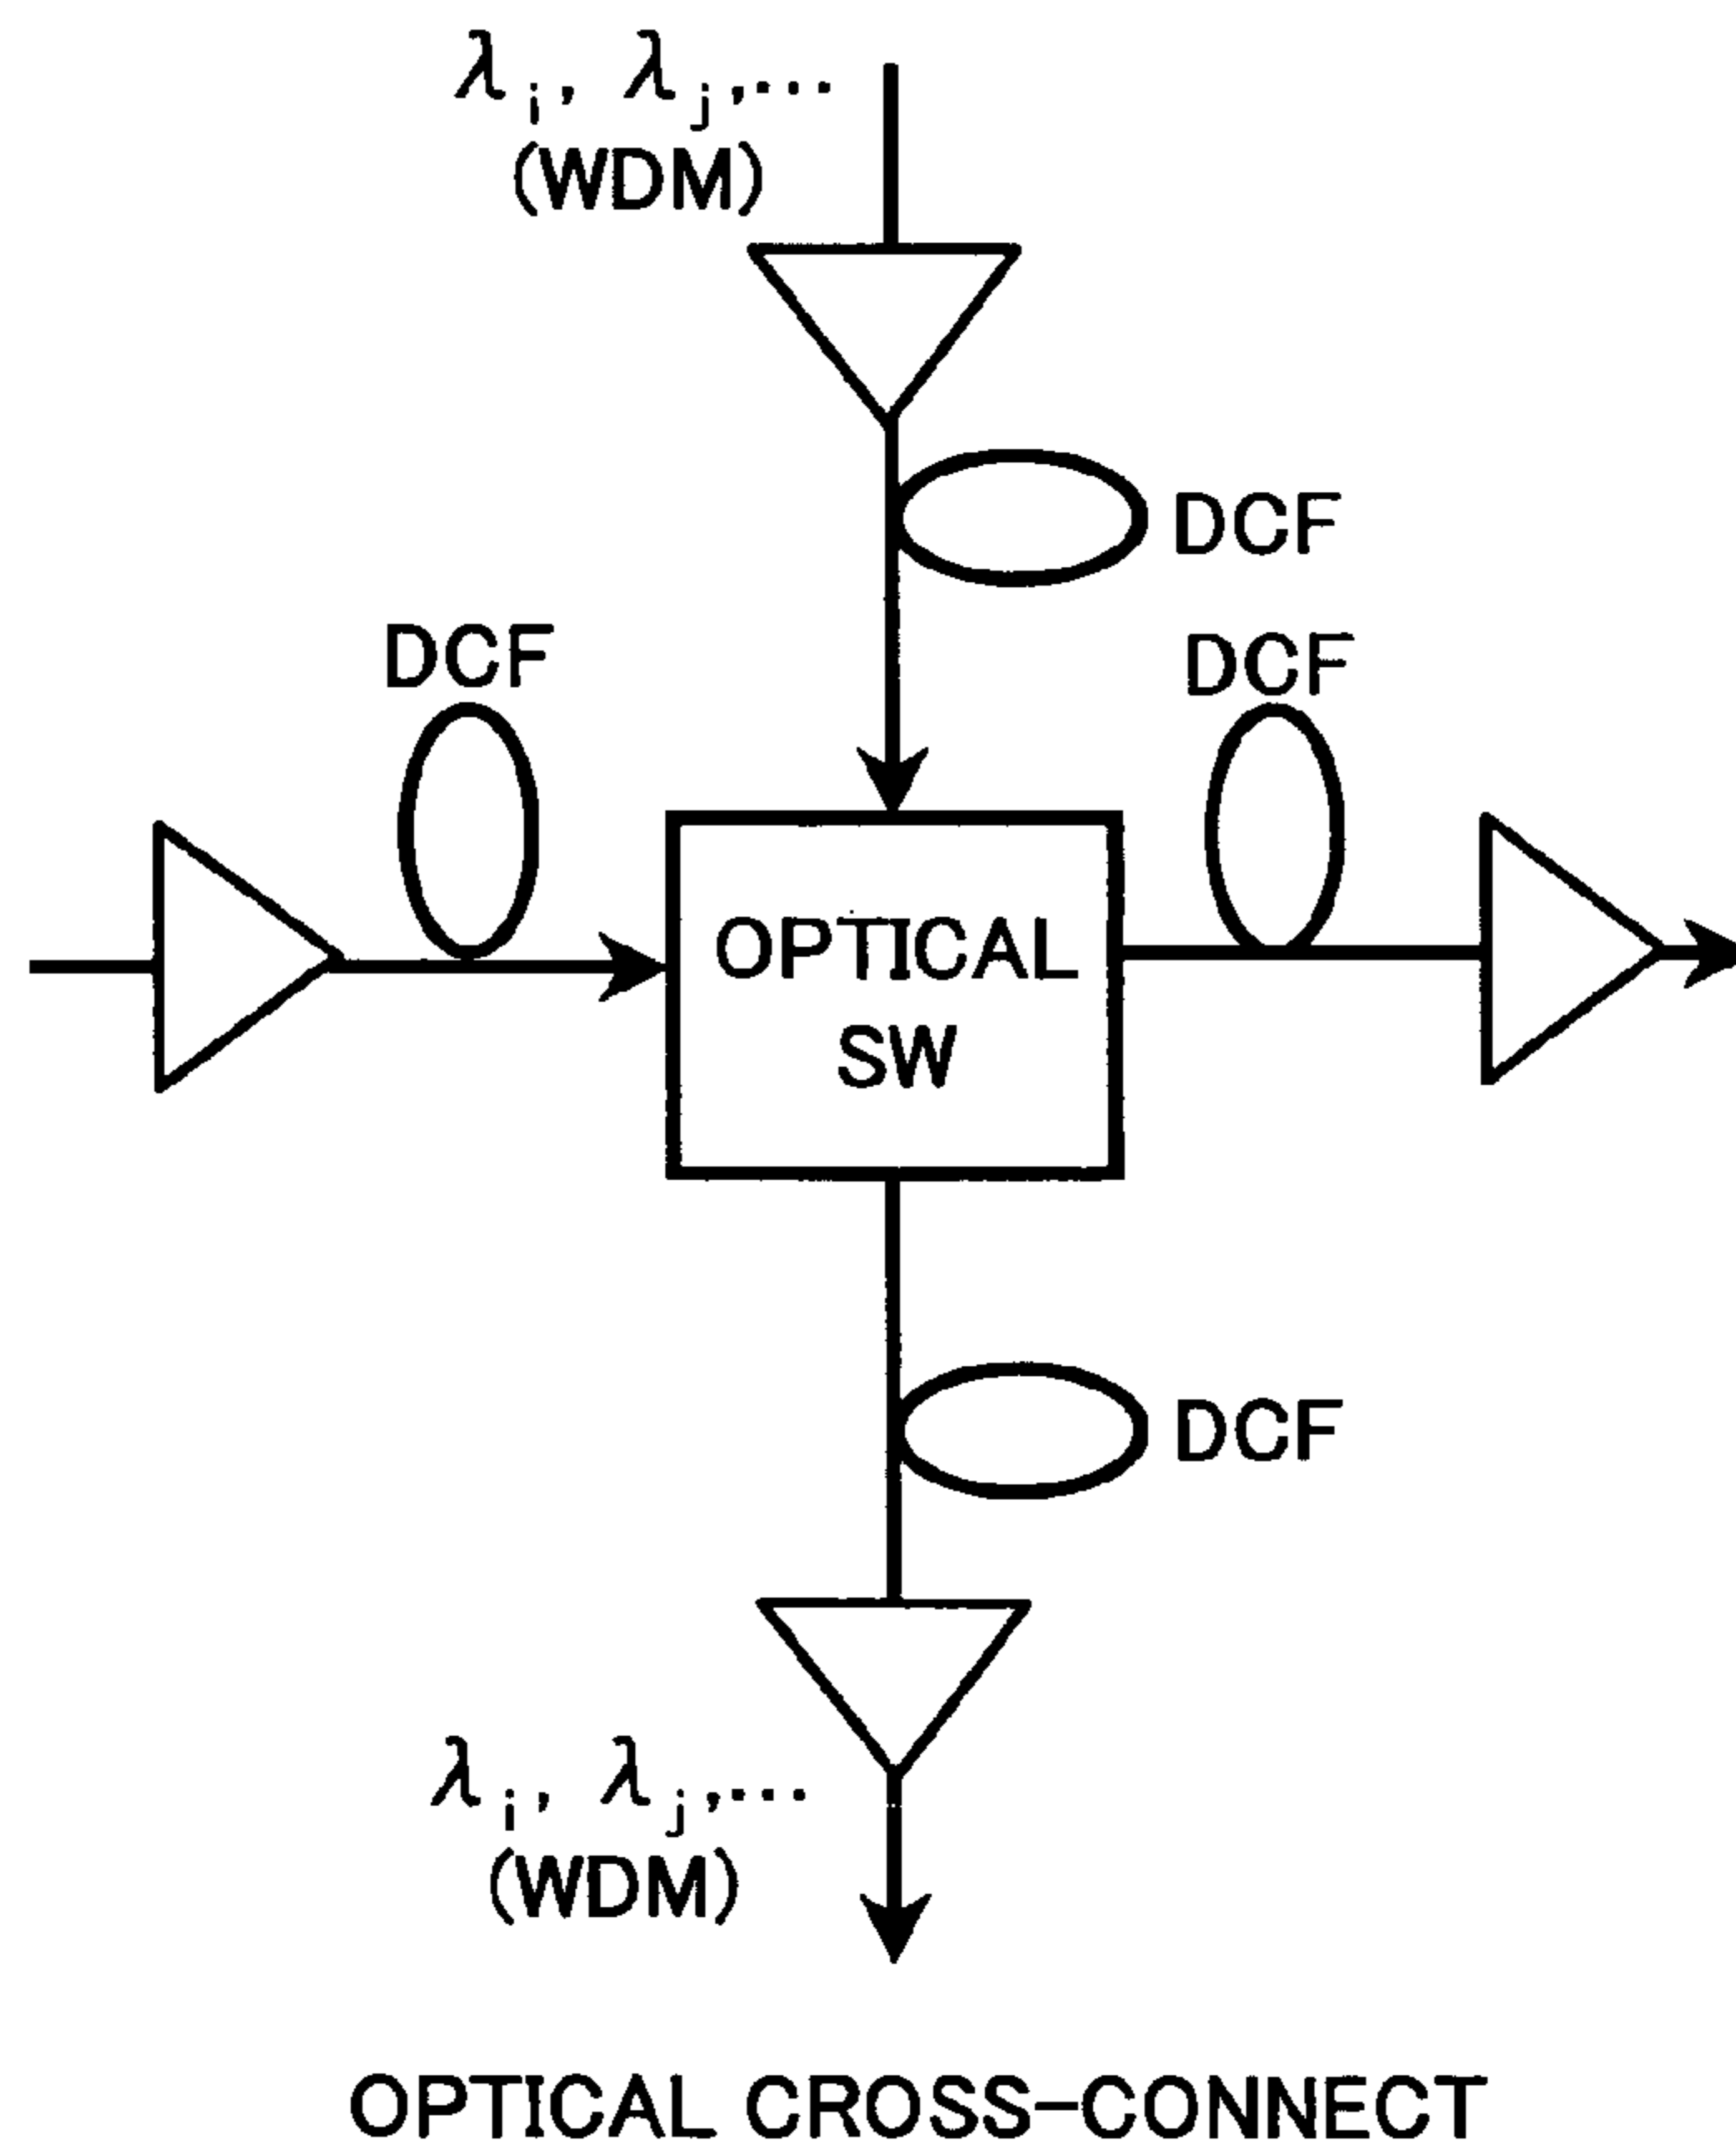 λi, λj,...
(WDM)
DCF
DCF
DCF
OPTICAL
SW
DCF
λi, λj,...
(WDM)
OPTICAL CROSS-CONNECT